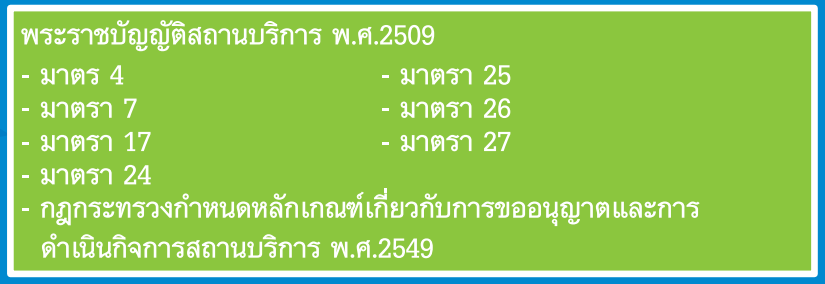 พระราชบัญญัติสถานบริการ พ.ศ.2509
- มาตร 4
- มาตรา 7
- มาตรา 17
- มาตรา 24
- มาตรา 25
- มาตรา 26
- มาตรา 27
- กฎกระทรวงกำหนดหลักเกณฑ์เกี่ยวกับการขออนุญาตและการ
ดำเนินกิจการสถานบริการ พ.ศ.2549